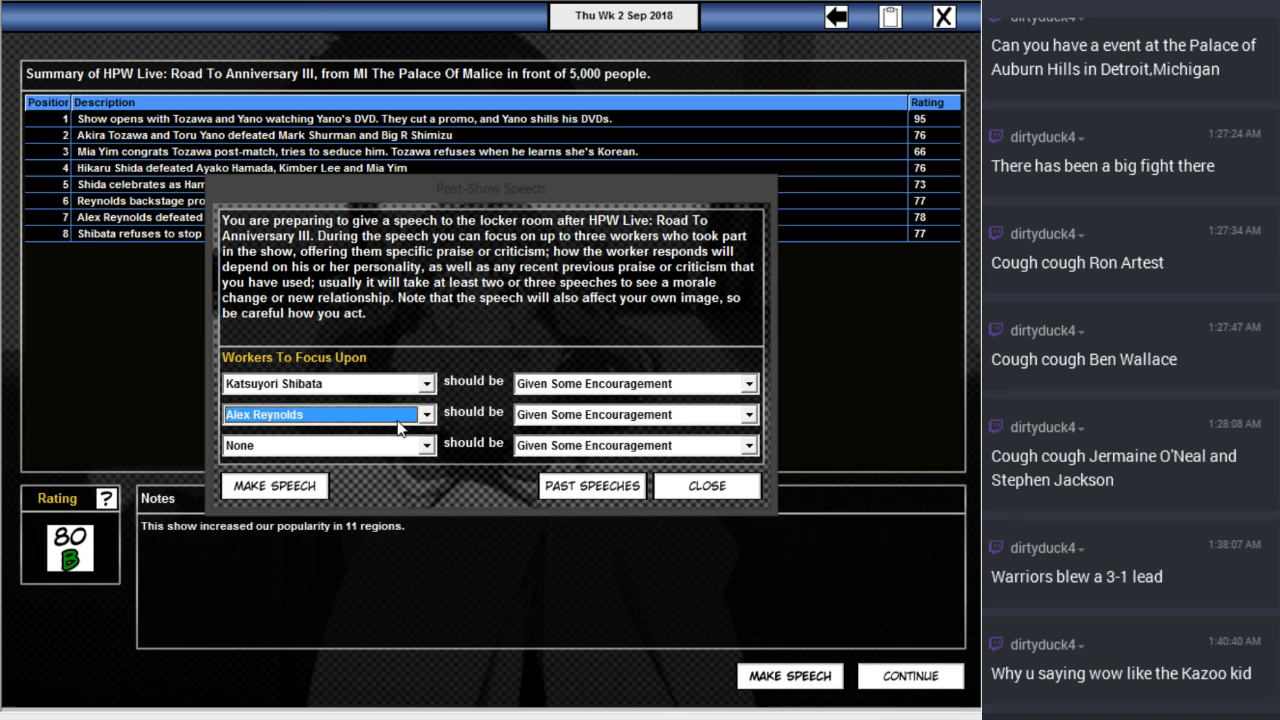 Thu Wk 2 Sep 2018
Summary of HPW Live: Road To Anniversary III, from MI The Palace Of Malice in front of 5,000 people.
Position Description Rating
1 Show opens with Tozawa and Yano watching Yano's DVD. They cut a promo, and Yano shills his DVDs. 95
2 Akira Tozawa and Toru Yano defeated Mark Shurman and Big R Shimizu 76
3 Mia Yim congrats Tozawa post-match, tries to seduce him. Tozawa refuses when he learns she's Korean. 66
4 Hikaru Shida defeated Ayako Hamada, Kimber Lee and Mia Yim 76
5 Shida celebrates as Ham 73
6 Reynolds backstage pro 77
7 Alex Reynolds defeated 78
8 Shibata refuses to stop 77
Post-Show Speech
You are preparing to give a speech to the locker room after HPW Live: Road To
Anniversary III. During the speech you can focus on up to three workers who took part
in the show, offering them specific praise or criticism; how the worker responds will
depend on his or her personality, as well as any recent previous praise or criticism that
you have used; usually it will take at least two or three speeches to see a morale
change or new relationship. Note that the speech will also affect your own image, so
be careful how you act.
Workers To Focus Upon
Katsuyori Shibata should be Given Some Encouragement
Alex Reynolds should be Given Some Encouragement
None should be Given Some Encouragement
MAKE SPEECH PAST SPEECHES CLOSE
Rating ?
80
B
Notes
This show increased our popularity in 11 regions.
MAKE SPEECH CONTINUE
dirtyduck4
Can you have a event at the Palace of
Auburn Hills in Detroit,Michigan
dirtyduck4 1:27:24 AM
There has been a big fight there
dirtyduck4 1:27:34 AM
Cough cough Ron Artest
dirtyduck4 1:27:47 AM
Cough cough Ben Wallace
dirtyduck4 1:28:08 AM
Cough cough Jermaine O'Neal and
Stephen Jackson
dirtyduck4 1:38:07 AM
Warriors blew a 3-1 lead
dirtyduck4 1:40:40 AM
Why u saying wow like the Kazoo kid